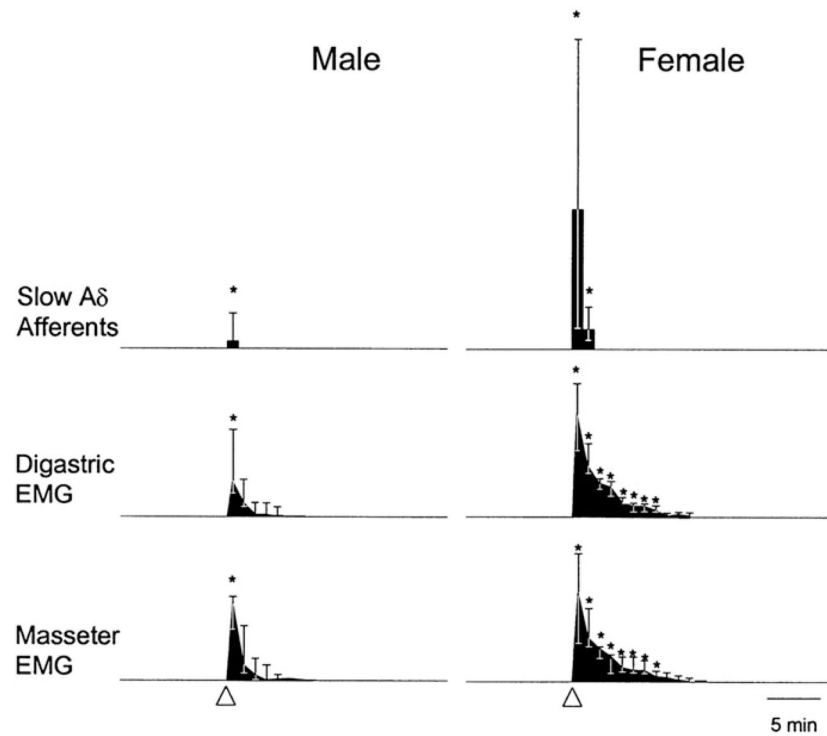 Male
Female
Slow Aδ
Afferents
Digastric
EMG
Masseter
EMG
5 min